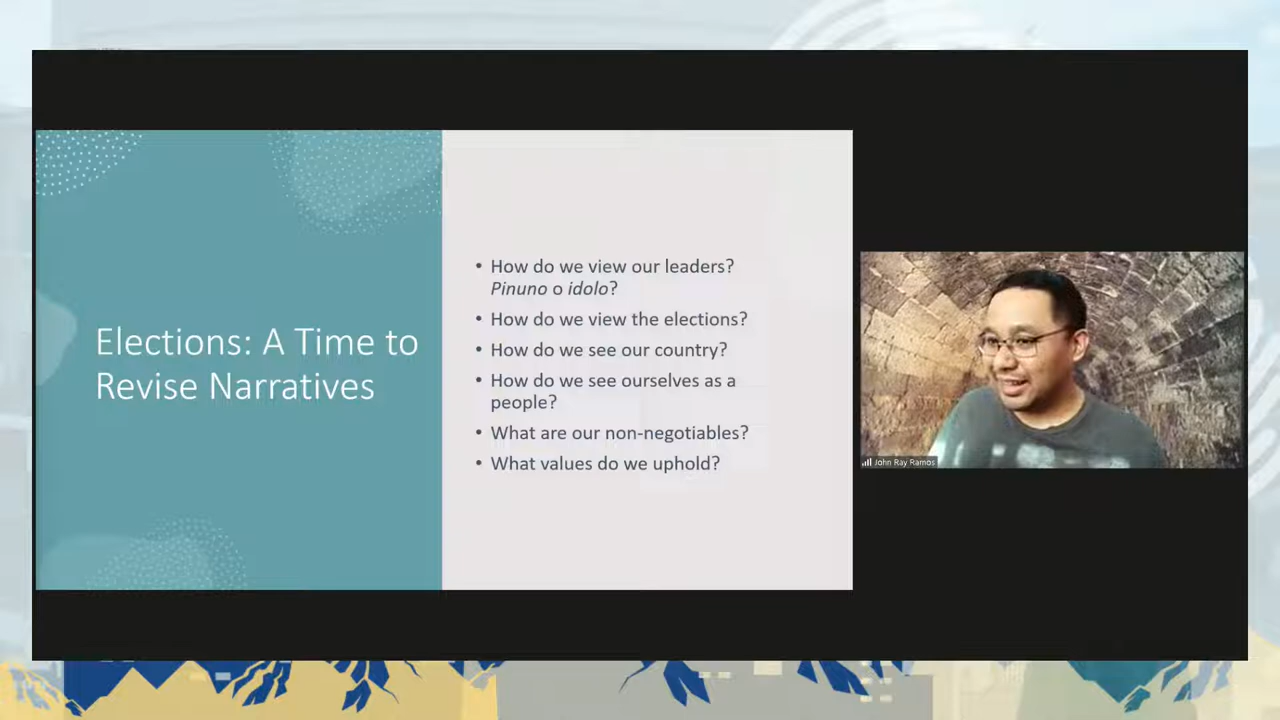 Elections: A Time to
Revise Narratives
• How do we view our leaders?
Pinuno o idolo?
• How do we view the elections?
• How do we see our country?
• How do we see ourselves as a
people?
• What are our non-negotiables?
• What values do we uphold?
John Ray Ramos